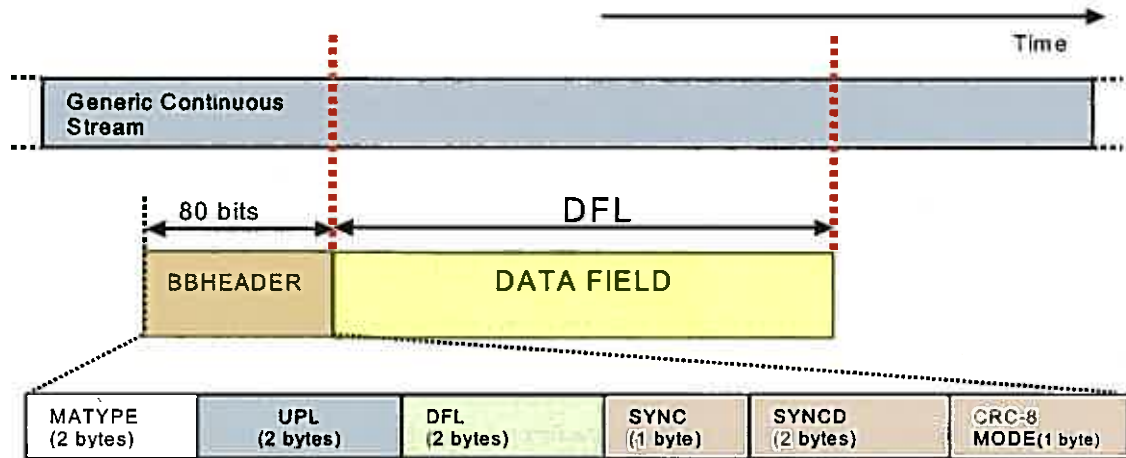 Time
Generic Continuous
Stream
80 bits
DFL
BBHEADER
DATA FIELD
MATYPE
(2 bytes)
UPL
(2 bytes)
DFL
(2 bytes)
SYNC
(1 byte)
SYNCD
(2 bytes)
CRC-8
MODE(1 byte)